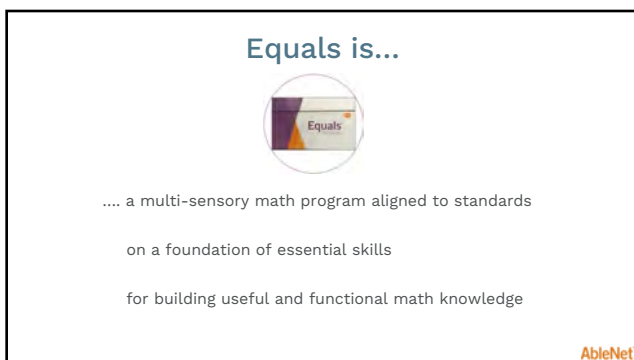 Equals is...
Equals
.... a multi-sensory math program aligned to standards
on a foundation of essential skills
for building useful and functional math knowledge
AbleNet